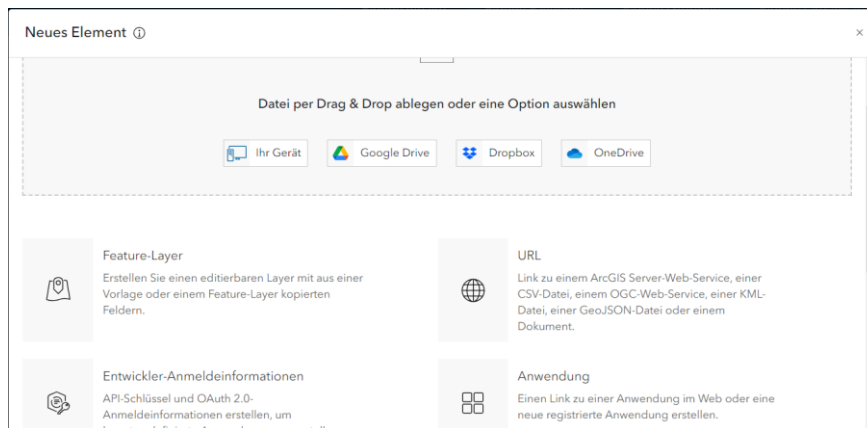 Neues Element
Datei per Drag & Drop ablegen oder eine Option auswählen
Ihr Gerät
Google Drive
Dropbox
OneDrive
Feature-Layer
Erstellen Sie einen editierbaren Layer mit aus einer
Vorlage oder einem Feature-Layer kopierten
Feldern.
URL
Link zu einem ArcGIS Server-Web-Service, einer
CSV-Datei, einem OGC-Web-Service, einer KML-
Datei, einer GeoJSON-Datei oder einem
Dokument.
Entwickler-Anmeldeinformationen
API-Schlüssel und OAuth 2.0-
Anmeldeinformationen erstellen, um
Anwendung
Einen Link zu einer Anwendung im Web oder eine
neue registrierte Anwendung erstellen.